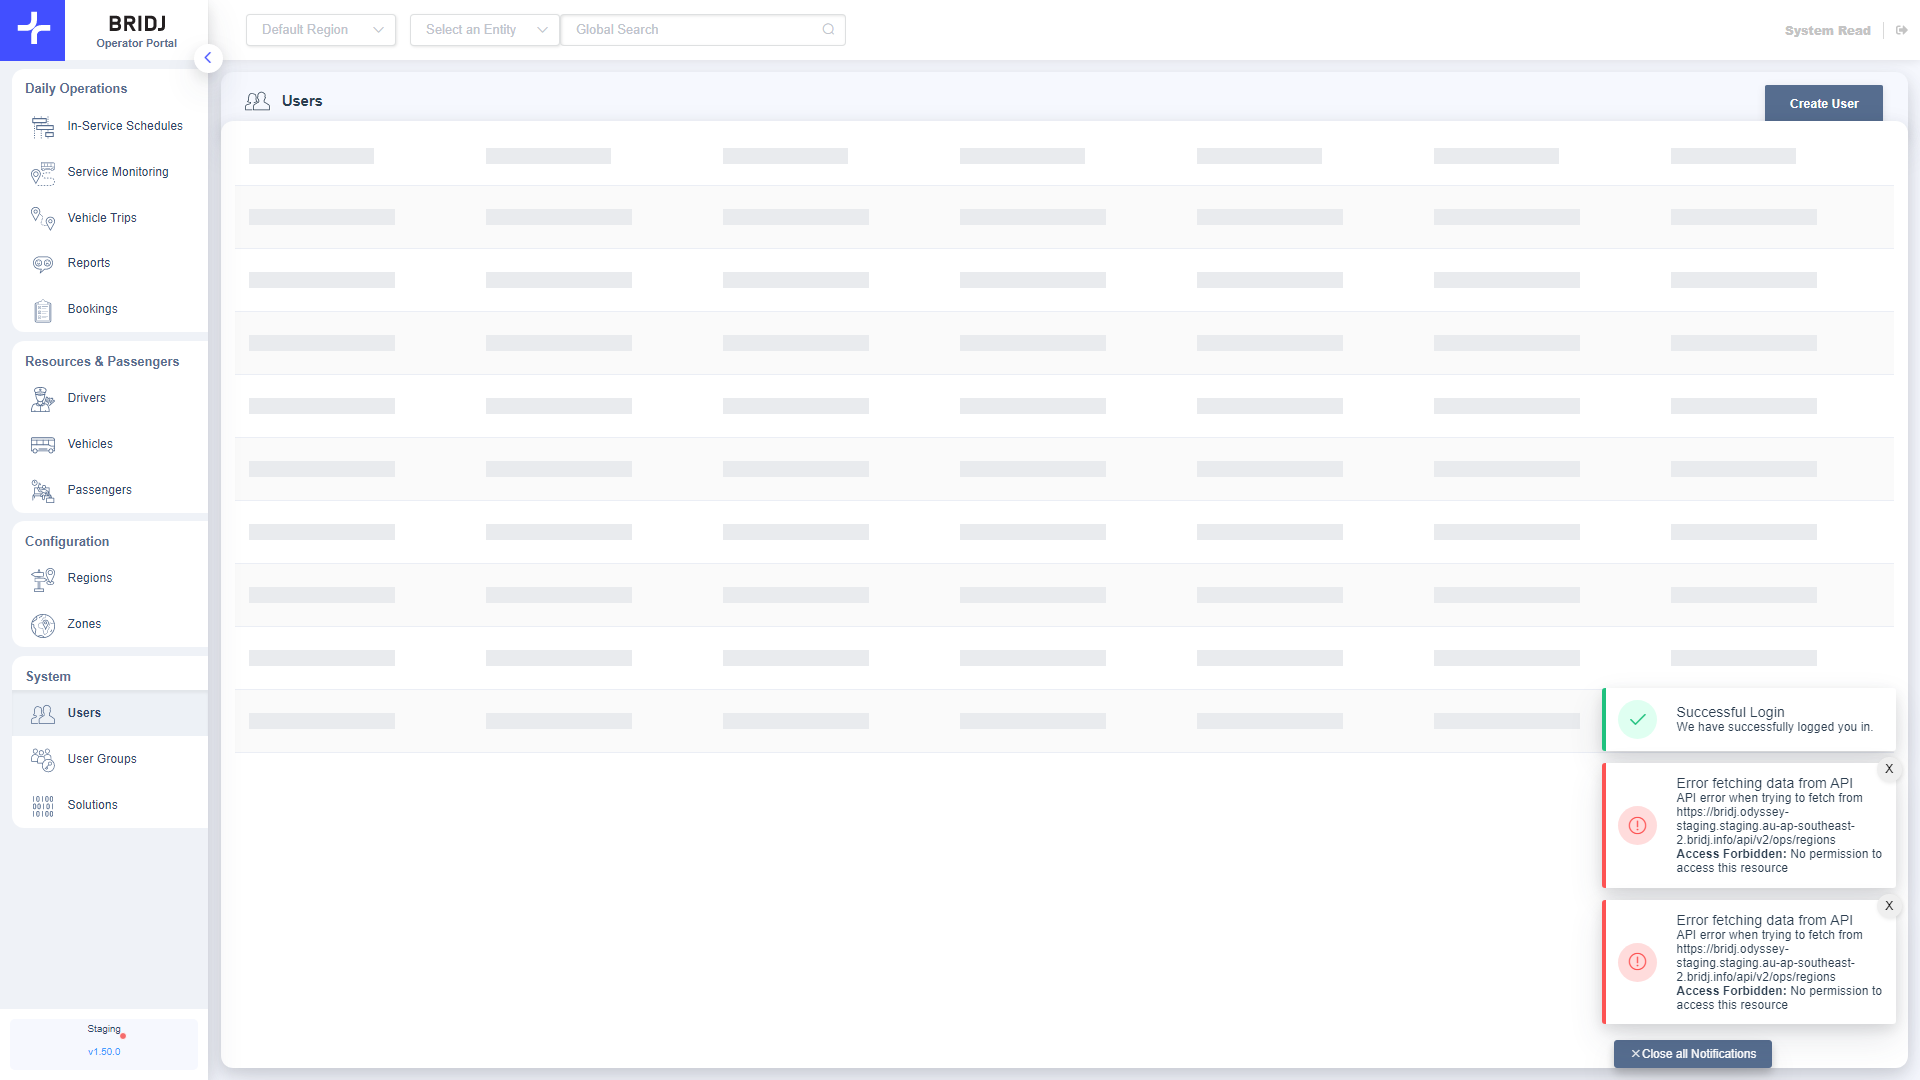 BRIDJ
Operator Portal
Default Region
Select an Entity
Global Search
System Read
Daily Operations
In-Service Schedules
Service Monitoring
Vehicle Trips
Reports
Bookings
Resources & Passengers
Drivers
Vehicles
Passengers
Configuration
Regions
Zones
System
Users
User Groups
Solutions
Staging
v1.50.0
Users
Create User
Successful Login
We have successfully logged you in.
X
Error fetching data from API
API error when trying to fetch from
https://bridj.odyssey-
staging.staging.au-ap-southeast-
2.bridj.info/api/v2/ops/regions
Access Forbidden: No permission to
access this resource
X
Error fetching data from API
API error when trying to fetch from
https://bridj.odyssey-
staging.staging.au-ap-southeast-
2.bridj.info/api/v2/ops/regions
Access Forbidden: No permission to
access this resource
Close all Notifications